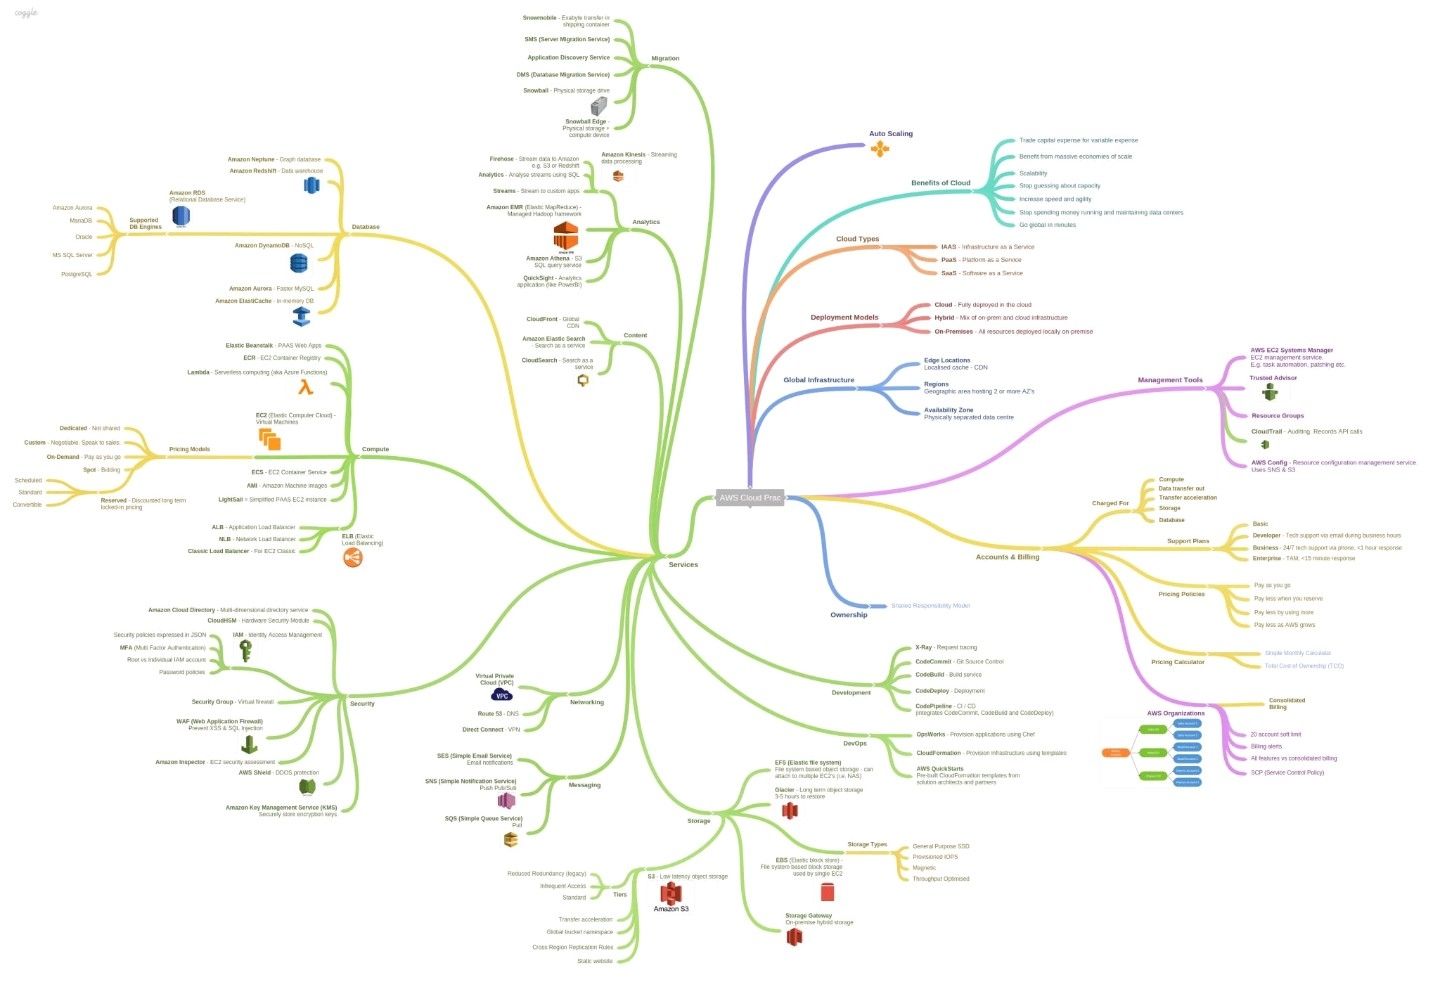 coggle
Snowmobile - Exabyte transfer in
shipping container
SMS (Server Migration Service)
Application Discovery Service
DMS (Database Migration Service)
Snowball - Physical storage drive
Snowball Edge -
Physical storage +
compute device
Migration
Firehose - Stream data to Amazon
e.g. S3 or Redshift
Analytics - Analyse streams using SQL
Streams - Stream to custom apps
Amazon Kinesis - Streaming
data processing
Amazon EMR (Elastic MapReduce) -
Managed Hadoop framework
Amazon Athena - S3
SQL query service
QuickSight - Analytics
application (like PowerBI)
Analytics
CloudFront - Global
CDN
Amazon Elastic Search
- Search as a service
CloudSearch - Search as a
service
Content
Amazon Neptune - Graph database
Amazon Redshift - Data warehouse
Amazon RDS
(Relational Database Service)
Amazon Aurora
MariaDB
Oracle
MS SQL Server
PostgreSQL
Supported
DB Engines
Database
Amazon DynamoDB - NoSQL
Amazon Aurora - Faster MySQL
Amazon ElastiCache - In-memory DB
Elastic Beanstalk - PAAS Web Apps
ECR - EC2 Container Registry
Lambda - Serverless computing (aka Azure Functions)
EC2 (Elastic Computer Cloud) -
Virtual Machines
Dedicated - Not shared
Custom - Negotiable. Speak to sales.
On-Demand - Pay as you go
Spot - Bidding
Scheduled
Standard
Convertible
Reserved - Discounted long term
locked-in pricing
Pricing Models
Compute
ECS - EC2 Container Service
AMI - Amazon Machine Images
LightSail = Simplified PAAS EC2 instance
ALB - Application Load Balancer
NLB - Network Load Balancer
Classic Load Balancer - For EC2 Classic
ELB (Elastic
Load Balancing)
Amazon Cloud Directory - Multi-dimensional directory service
CloudHSM - Hardware Security Module
Security policies expressed in JSON
MFA (Multi Factor Authentication)
Root vs Individual IAM account
Password policies
IAM - Identity Access Management
Security Group - Virtual firewall
WAF (Web Application Firewall)
Prevent XSS & SQL Injection
Amazon Inspector - EC2 security assessment
AWS Shield - DDOS protection
Amazon Key Management Service (KMS)
Securely store encryption keys
Security
Virtual Private
Cloud (VPC)
VPC
Route 53 - DNS
Direct Connect - VPN
Networking
SES (Simple Email Service)
Email notifications
SNS (Simple Notification Service)
Push Pub/Sub
SQS (Simple Queue Service)
Pull
Messaging
Services
AWS Cloud Prac
Auto Scaling
Benefits of Cloud
Trade capital expense for variable expense
Benefit from massive economies of scale
Scalability
Stop guessing about capacity
Increase speed and agility
Stop spending money running and maintaining data centers
Go global in minutes
Cloud Types
IAAS - Infrastructure as a Service
PaaS - Platform as a Service
SaaS - Software as a Service
Deployment Models
Cloud - Fully deployed in the cloud
Hybrid - Mix of on-prem and cloud infrastructure
On-Premises - All resources deployed locally on premise
Global Infrastructure
Edge Locations
Localised cache - CDN
Regions
Geographic area hosting 2 or more AZ's
Availability Zone
Physically separated data centre
Management Tools
AWS EC2 Systems Manager
EC2 management service.
E.g. task automation, patching etc.
Trusted Advisor
Resource Groups
CloudTrail - Auditing. Records API calls
AWS Config - Resource configuration management service.
Uses SNS & S3
Accounts & Billing
Charged For
Compute
Data transfer out
Transfer acceleration
Storage
Database
Support Plans
Basic
Developer - Tech support via email during business hours
Business - 24/7 tech support via phone, <1 hour response
Enterprise - TAM, <15 minute response
Pricing Policies
Pay as you go
Pay less when you reserve
Pay less by using more
Pay less as AWS grows
Pricing Calculator
Simple Monthly Calculator
Total Cost of Ownership (TCO)
AWS Organizations
Consolidated
Billing
20 account soft limit
Billing alerts
All features vs consolidated billing
SCP (Service Control Policy)
Ownership
Shared Responsibility Model
Development
X-Ray - Request tracing
CodeCommit - Git Source Control
CodeBuild - Build service
CodeDeploy - Deployment
CodePipeline - CI / CD
(integrates CodeCommit, CodeBuild and CodeDeploy)
DevOps
OpsWorks - Provision applications using Chef
CloudFormation - Provision infrastructure using templates
AWS QuickStarts
Pre-built CloudFormation templates from
solution architects and partners
Storage
EFS (Elastic file system)
File system based object storage - can
attach to multiple EC2's (i.e. NAS)
Glacier - Long term object storage
3-5 hours to restore
EBS (Elastic block store) -
File system based block storage
used by single EC2
Storage Types
General Purpose SSD
Provisioned IOPS
Magnetic
Throughput Optimised
Storage Gateway
On-premise hybrid storage
S3 - Low latency object storage
Amazon S3
Tiers
Reduced Redundancy (legacy)
Infrequent Access
Standard
Transfer acceleration
Global bucket namespace
Cross Region Replication Rules
Static website